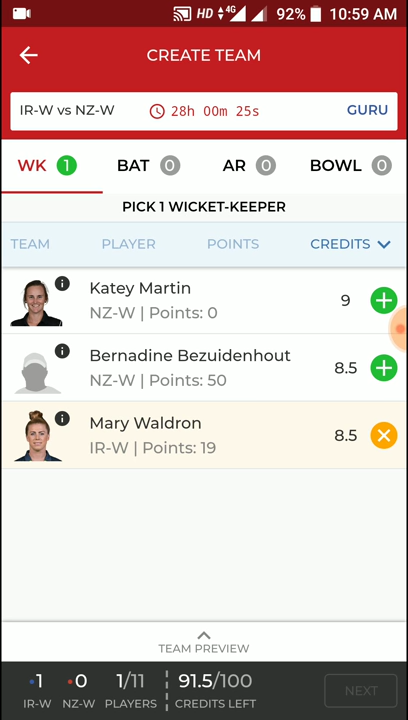 HD 4G 92% 10:59 AM
CREATE TEAM
IR-W vs NZ-W 28h 00m 25s GURU
WK 1 BAT 0 AR 0 BOWL 0
PICK 1 WICKET-KEEPER
TEAM PLAYER POINTS CREDITS
Katey Martin
NZ-W | Points: 0
9
Bernadine Bezuidenhout
NZ-W | Points: 50
8.5
Mary Waldron
IR-W | Points: 19
8.5
TEAM PREVIEW
1 0 1/11 91.5/100
IR-W NZ-W PLAYERS CREDITS LEFT
NEXT